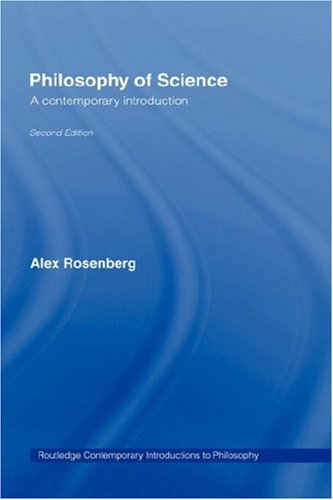 Philosophy of Science
A contemporary introduction
Second Edition
Alex Rosenberg
Routledge Contemporary Introductions to Philosophy